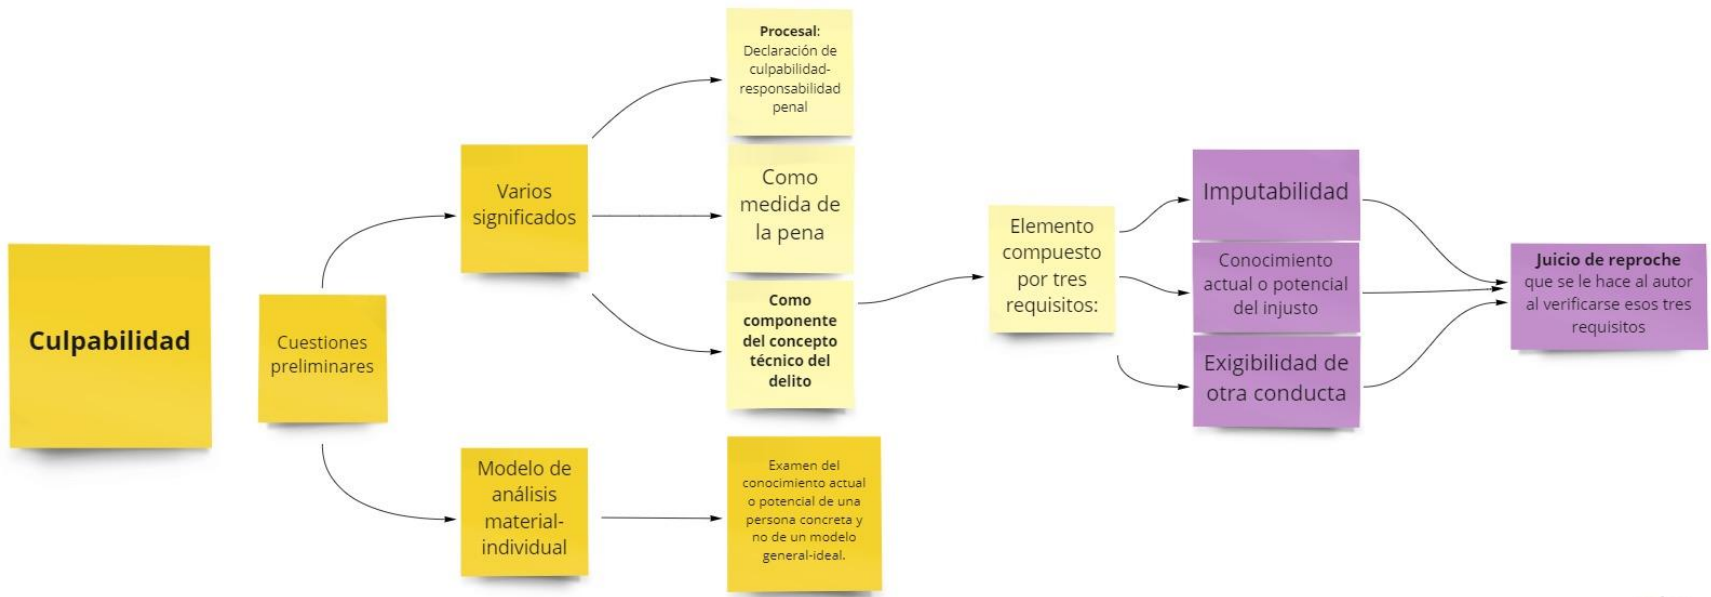 Culpabilidad
Cuestiones
preliminares
Varios
significados
Procesal:
Declaración de
culpabilidad-
responsabilidad
penal
Como
medida de
la pena
Como
componente
del concepto
técnico del
delito
Elemento
compuesto
por tres
requisitos:
Imputabilidad
Conocimiento
actual o potencial
del injusto
Exigibilidad de
otra conducta
Juicio de reproche
que se le hace al autor
al verificarse esos tres
requisitos
Modelo de
análisis
material-
individual
Examen del
conocimiento actual
o potencial de una
persona concreta y
no de un modelo
general-ideal.